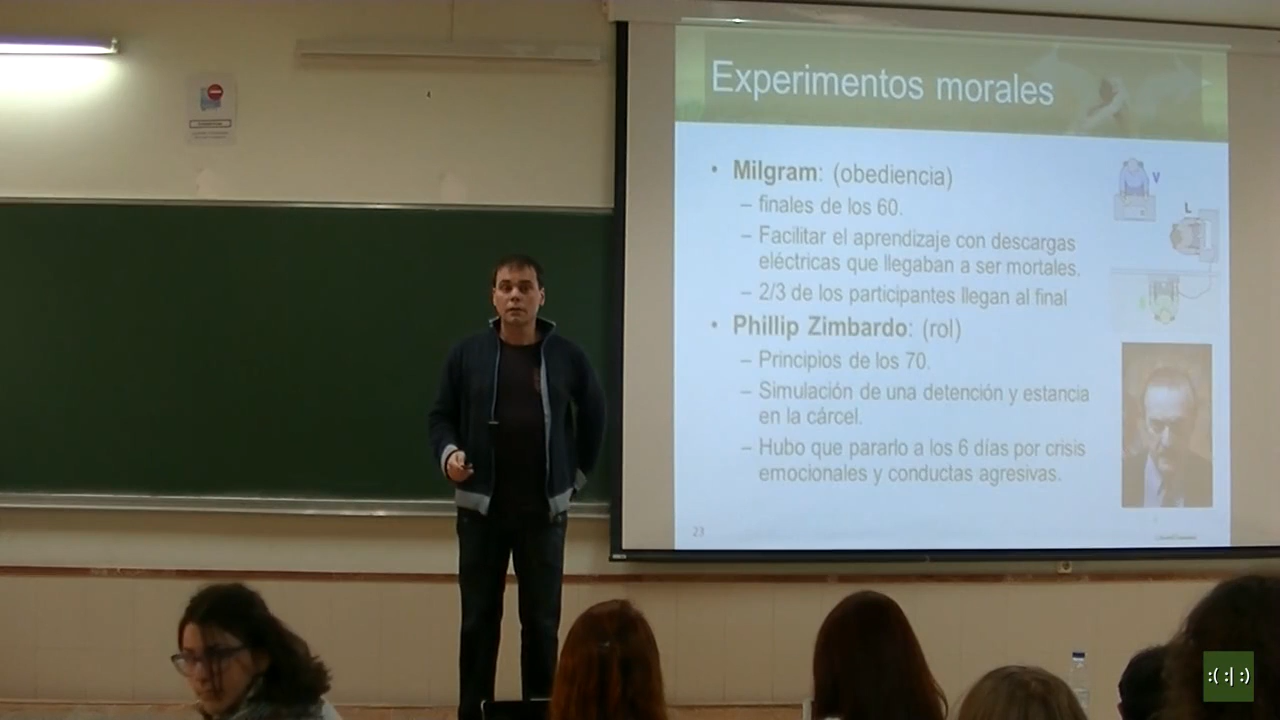 Experimentos morales
• Milgram: (obediencia)
– finales de los 60.
– Facilitar el aprendizaje con descargas
eléctricas que llegaban a ser mortales.
– 2/3 de los participantes llegan al final
• Phillip Zimbardo: (rol)
– Principios de los 70.
– Simulación de una detención y estancia
en la cárcel.
– Hubo que pararlo a los 6 días por crisis
emocionales y conductas agresivas.
V
L
23
:( :| :)